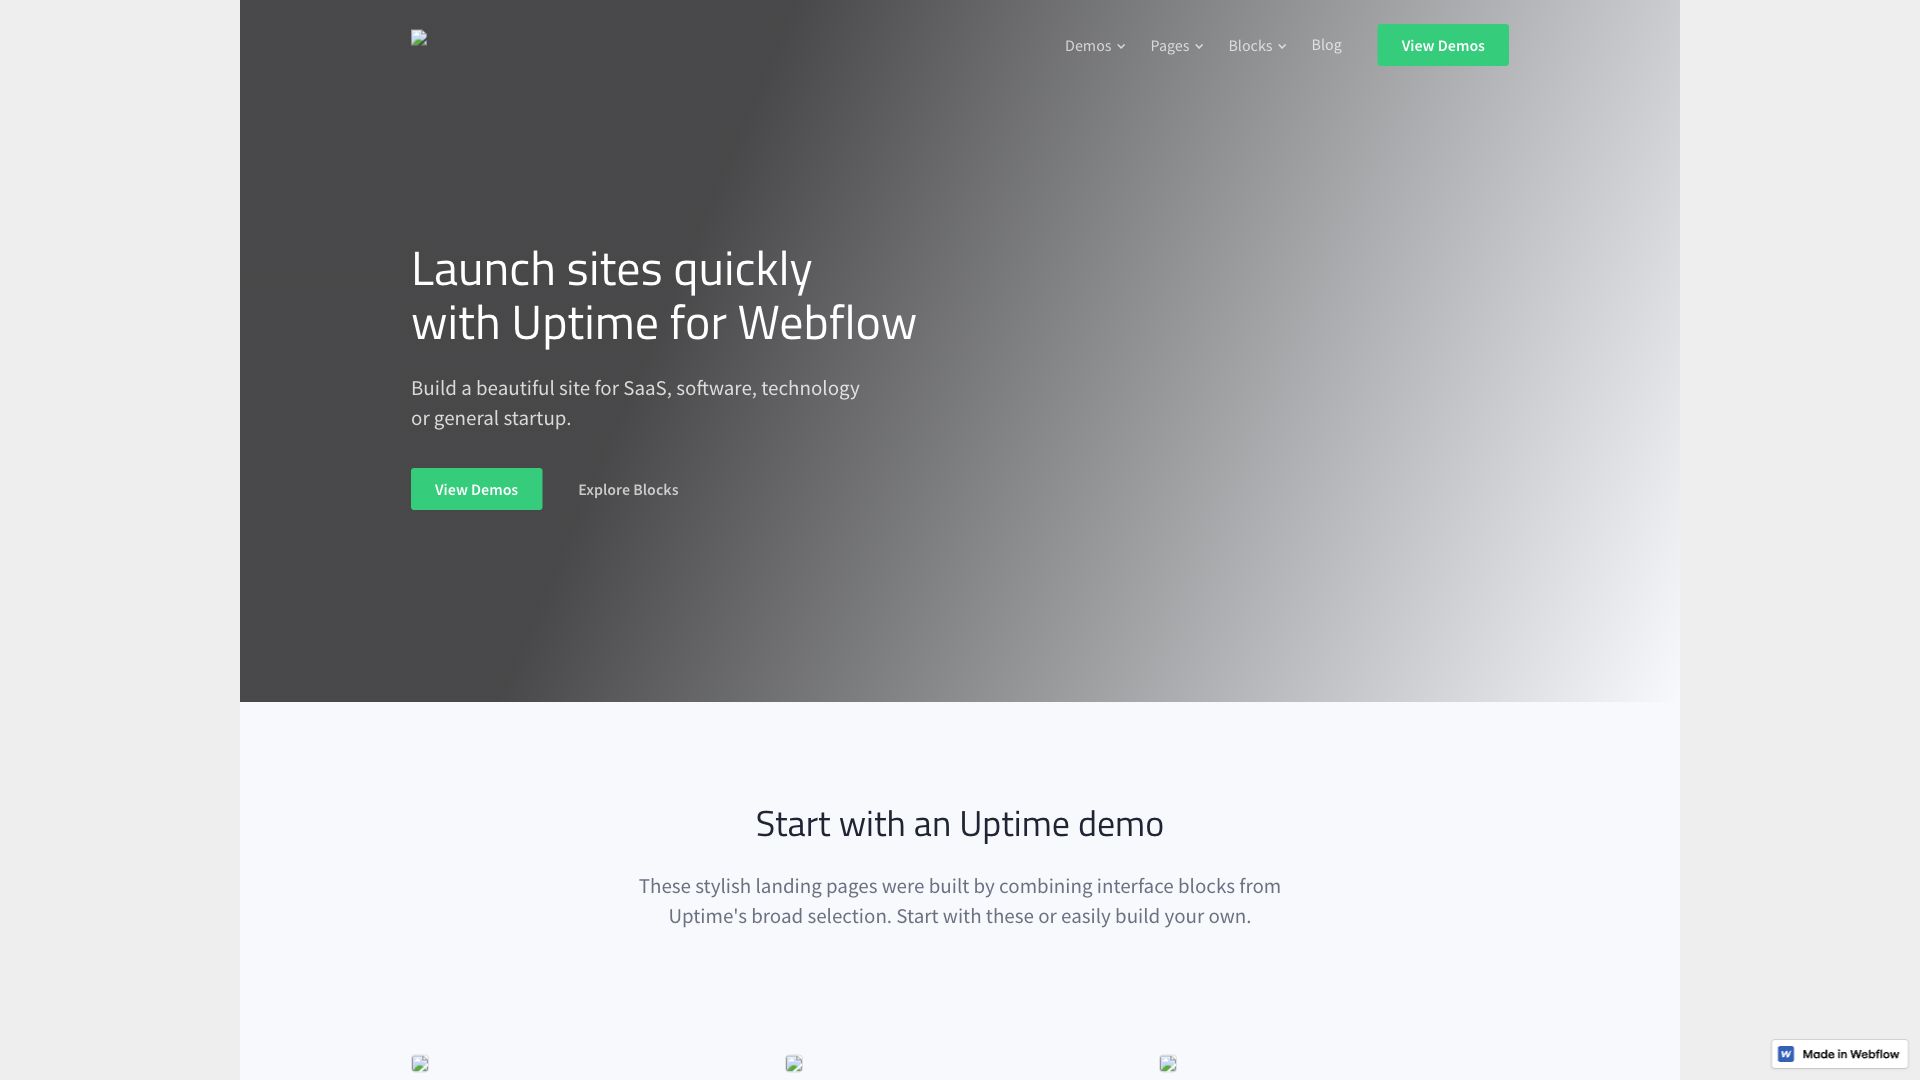 Demos
Pages
Blocks
Blog
View Demos
Launch sites quickly
with Uptime for Webflow
Build a beautiful site for SaaS, software, technology
or general startup.
View Demos
Explore Blocks
Start with an Uptime demo
These stylish landing pages were built by combining interface blocks from
Uptime's broad selection. Start with these or easily build your own.
Made in Webflow